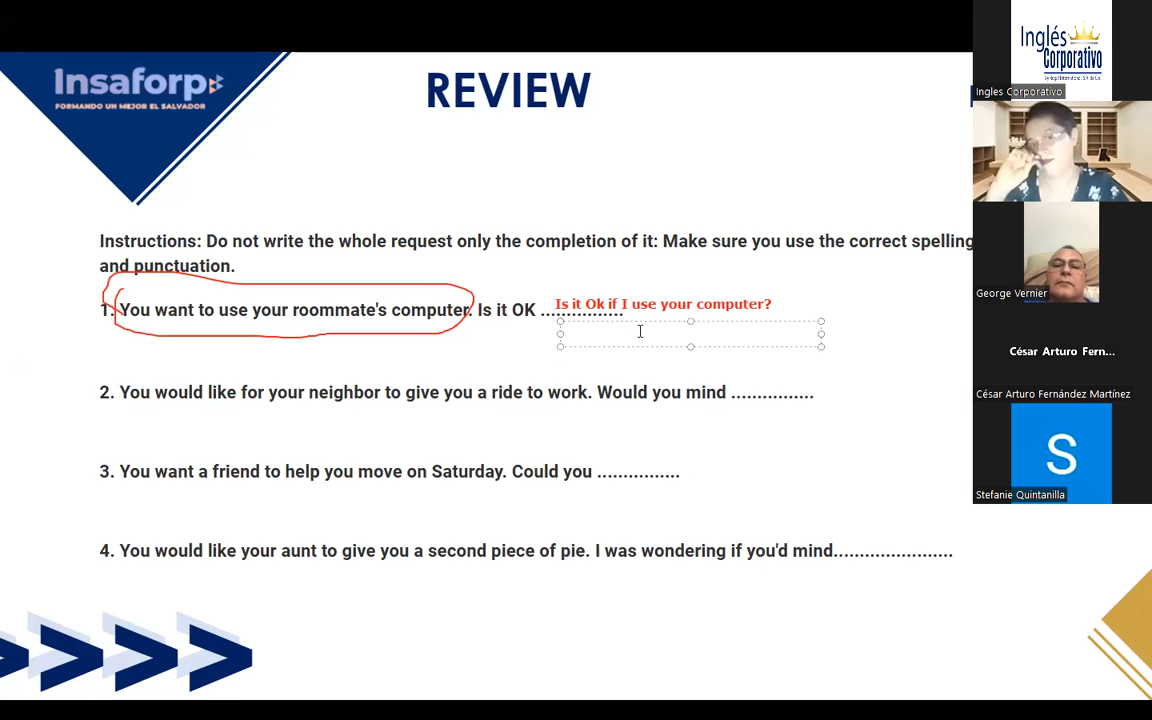 Insaforp
FORMANDO UN MEJOR EL SALVADOR
REVIEW
Instructions: Do not write the whole request only the completion of it: Make sure you use the correct spelling
and punctuation.
1. You want to use your roommate's computer. Is it OK ...............
Is it Ok if I use your computer?
2. You would like for your neighbor to give you a ride to work. Would you mind ...............
3. You want a friend to help you move on Saturday. Could you ...............
4. You would like your aunt to give you a second piece of pie. I was wondering if you'd mind......................
Inglés
Corporativo
Ingles Corporativo
George Vernier
César Arturo Fern...
César Arturo Fernández Martínez
S
Stefanie Quintanilla